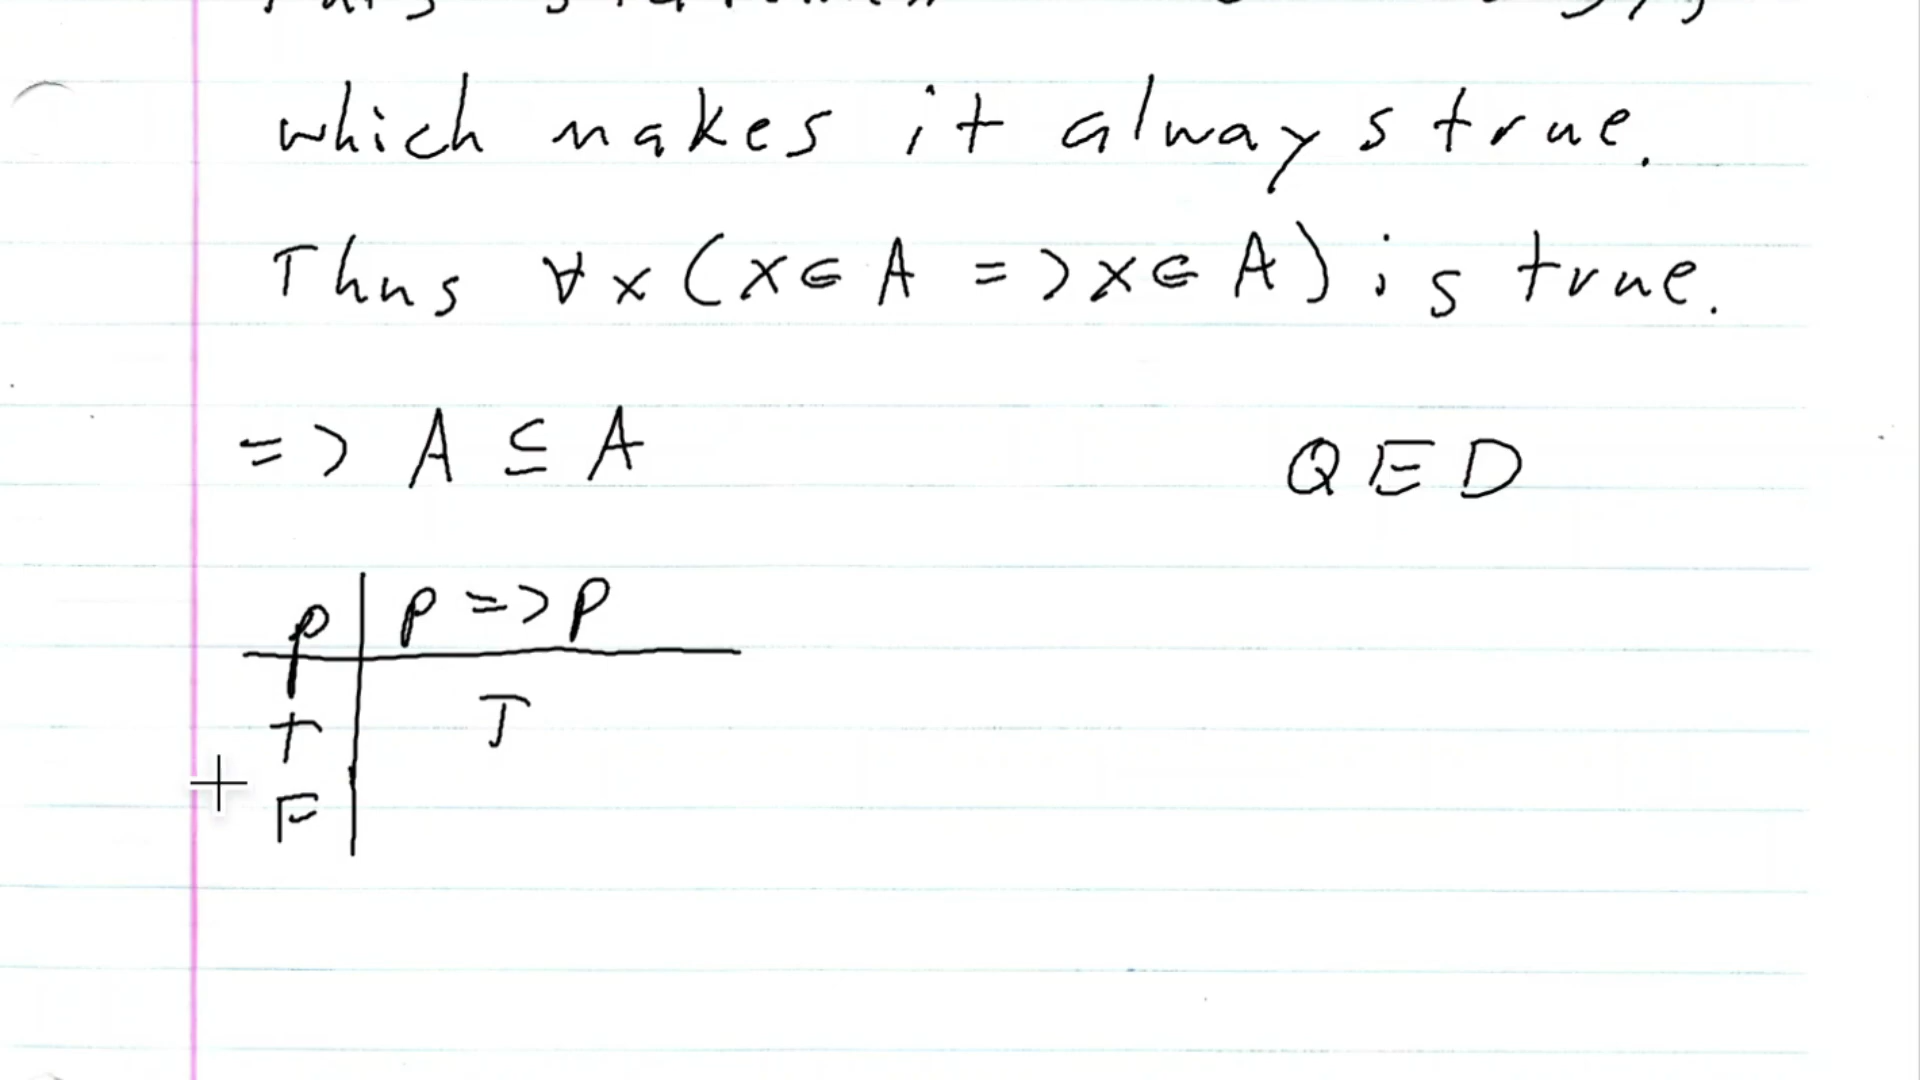 which makes it always true.
Thus ∀x(x∈A => x∈A) is true.
=> A ⊆ A QED
p | p => p
T | T
F |